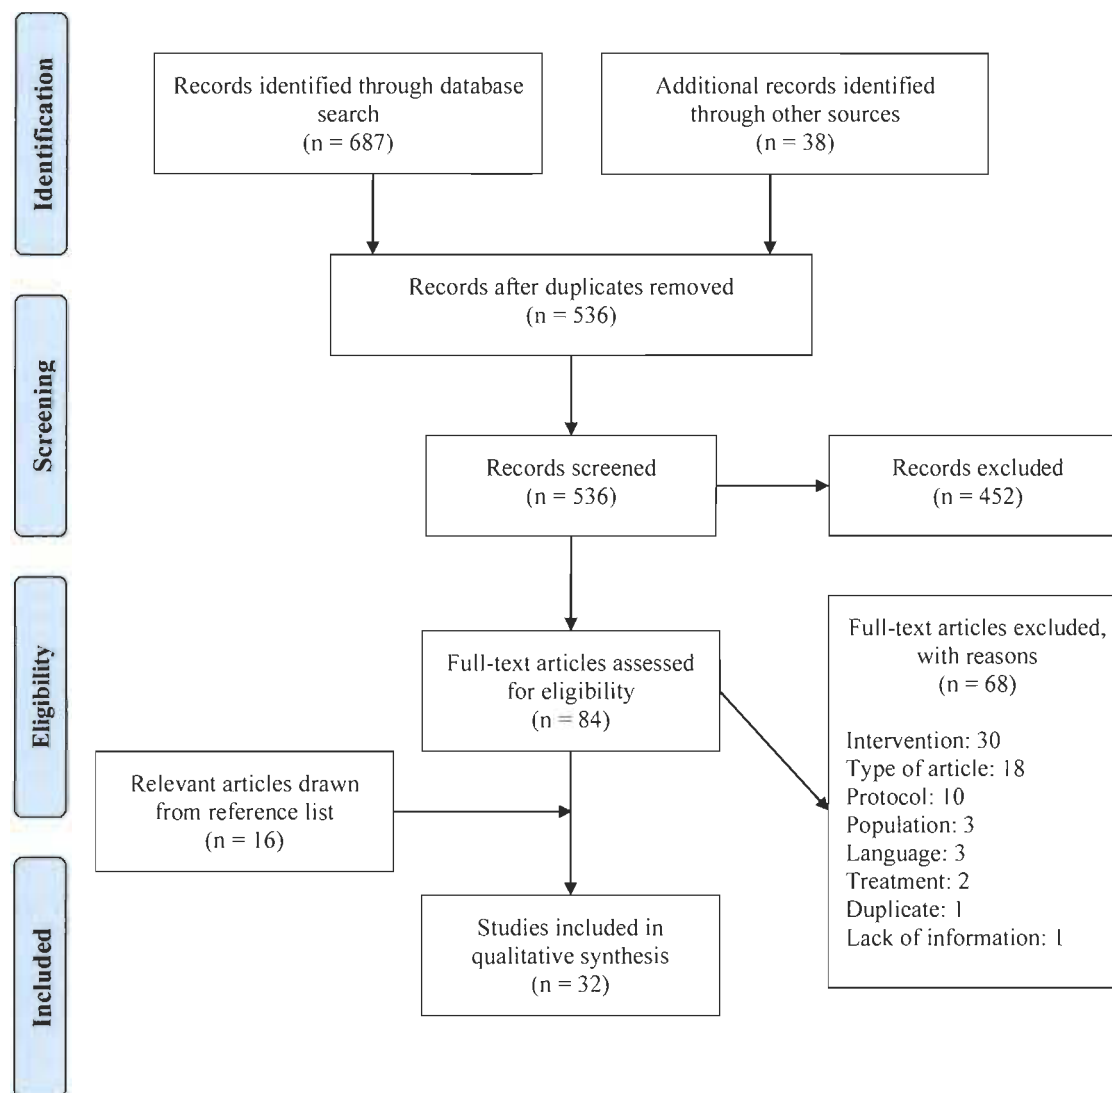 Identification
Records identified through database
search
(n = 687)
Additional records identified
through other sources
(n = 38)
Records after duplicates removed
(n = 536)
Screening
Records screened
(n = 536)
Records excluded
(n = 452)
Eligibility
Full-text articles assessed
for eligibility
(n = 84)
Full-text articles excluded,
with reasons
(n = 68)
Intervention: 30
Type of article: 18
Protocol: 10
Population: 3
Language: 3
Treatment: 2
Duplicate: 1
Lack of information: 1
Relevant articles drawn
from reference list
(n = 16)
Included
Studies included in
qualitative synthesis
(n = 32)